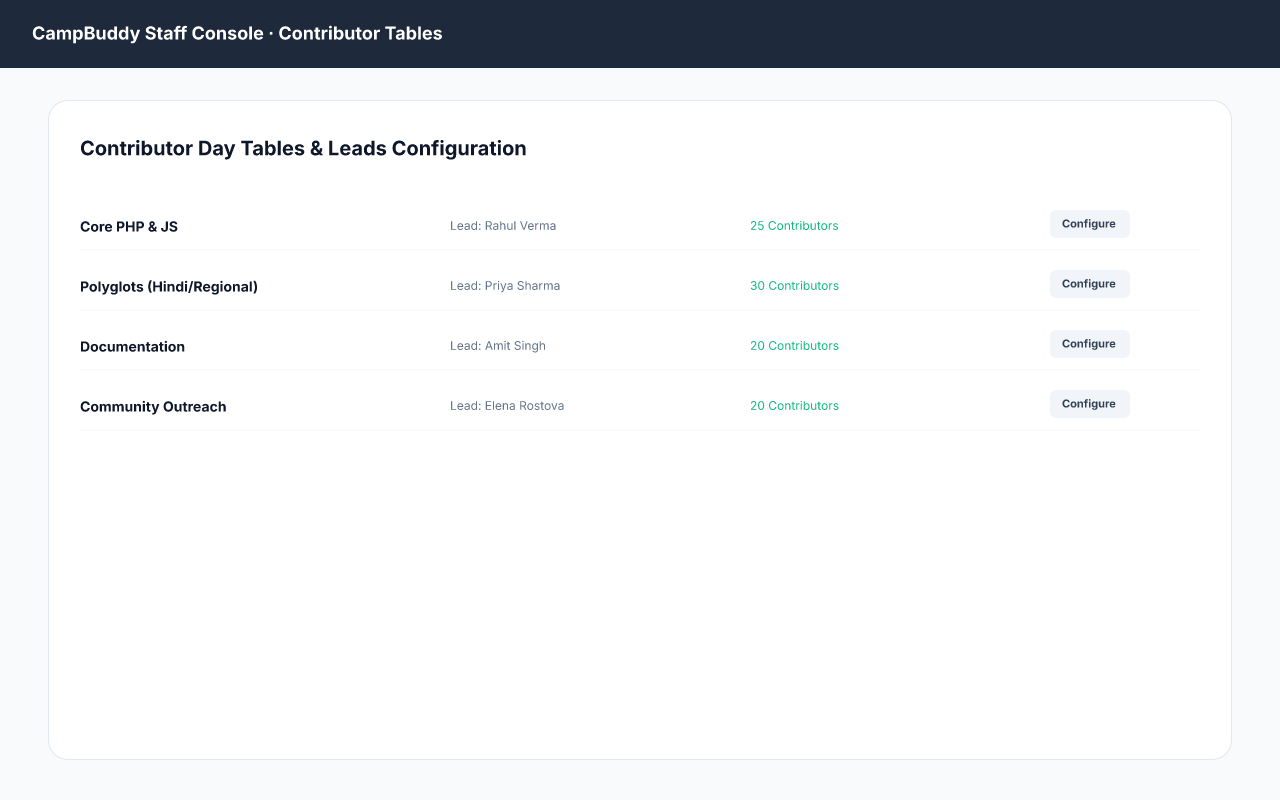 CampBuddy Staff Console · Contributor Tables
Contributor Day Tables & Leads Configuration
Core PHP & JS Lead: Rahul Verma 25 Contributors Configure
Polyglots (Hindi/Regional) Lead: Priya Sharma 30 Contributors Configure
Documentation Lead: Amit Singh 20 Contributors Configure
Community Outreach Lead: Elena Rostova 20 Contributors Configure